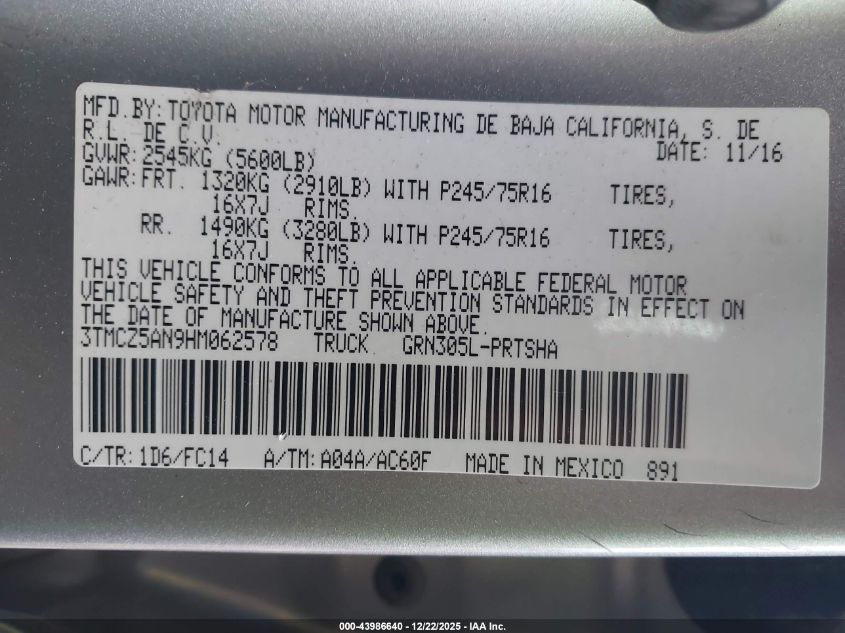 MFD.BY:TOYOTA MOTOR MANUFACTURING DE BAJA CALIFORNIA, S. DE
R.L. DE C.V. DATE: 11/16
GVWR:2545KG (5600LB)
GAWR:FRT. 1320KG (2910LB) WITH P245/75R16 TIRES,
16X7J RIMS.
RR. 1490KG (3280LB) WITH P245/75R16 TIRES,
16X7J RIMS.
THIS VEHICLE CONFORMS TO ALL APPLICABLE FEDERAL MOTOR
VEHICLE SAFETY AND THEFT PREVENTION STANDARDS IN EFFECT ON
THE DATE OF MANUFACTURE SHOWN ABOVE.
3TMCZ5AN9HM062578 TRUCK GRN305L-PRTSHA
C/TR:1D6/FC14 A/TM:A04A/AC60F MADE IN MEXICO 891
000-43986640 - 12/22/2025 - IAA Inc.